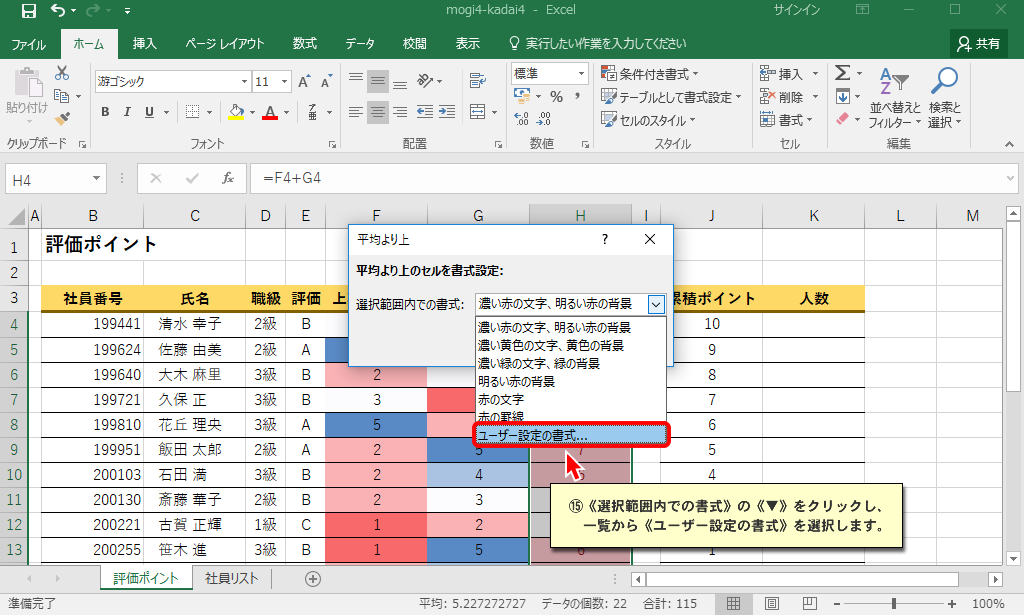 mogi4-kadai4 - Excel
サインイン
ファイル ホーム 挿入 ページ レイアウト 数式 データ 校閲 表示 実行したい作業を入力してください 共有
貼り付け
クリップボード
游ゴシック 11
B I U
フォント
配置
標準
%
数値
条件付き書式
テーブルとして書式設定
セルのスタイル
スタイル
挿入
削除
書式
セル
並べ替えと
フィルター
検索と
選択
編集
H4 fx =F4+G4
A B C D E F G H I J K L M
1 評価ポイント
2
3 社員番号 氏名 職級 評価 累積ポイント 人数
4 199441 清水 幸子 2級 B 10
5 199624 佐藤 由美 2級 A 9
6 199640 大木 麻里 3級 B 2 8
7 199721 久保 正 3級 B 3 7
8 199810 花丘 理央 3級 A 5 6
9 199951 飯田 太郎 2級 A 2 5 7 5
10 200103 石田 満 3級 B 2 4 4
11 200130 斎藤 華子 2級 B 2 3
12 200221 古賀 正輝 1級 C 1 2
13 200255 笹木 進 3級 B 1 5 6 1
平均より上 ? ×
平均より上のセルを書式設定:
選択範囲内での書式: 濃い赤の文字、明るい赤の背景
濃い赤の文字、明るい赤の背景
濃い黄色の文字、黄色の背景
濃い緑の文字、緑の背景
明るい赤の背景
赤の文字
赤の罫線
ユーザー設定の書式...
⑮《選択範囲内での書式》の《▼》をクリックし、
一覧から《ユーザー設定の書式》を選択します。
評価ポイント 社員リスト
準備完了 平均: 5.227272727 データの個数: 22 合計: 115 100%